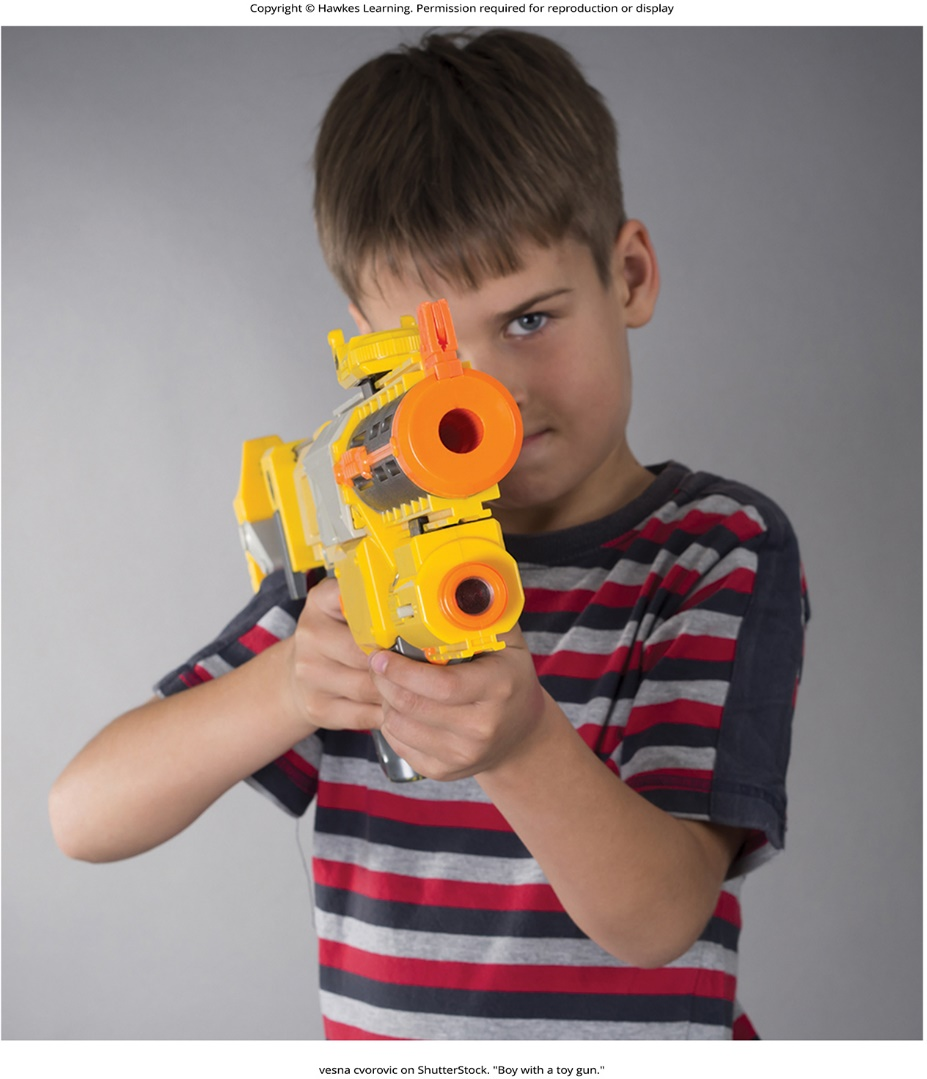 Copyright © Hawkes Learning. Permission required for reproduction or display
vesna cvorovic on ShutterStock. "Boy with a toy gun."